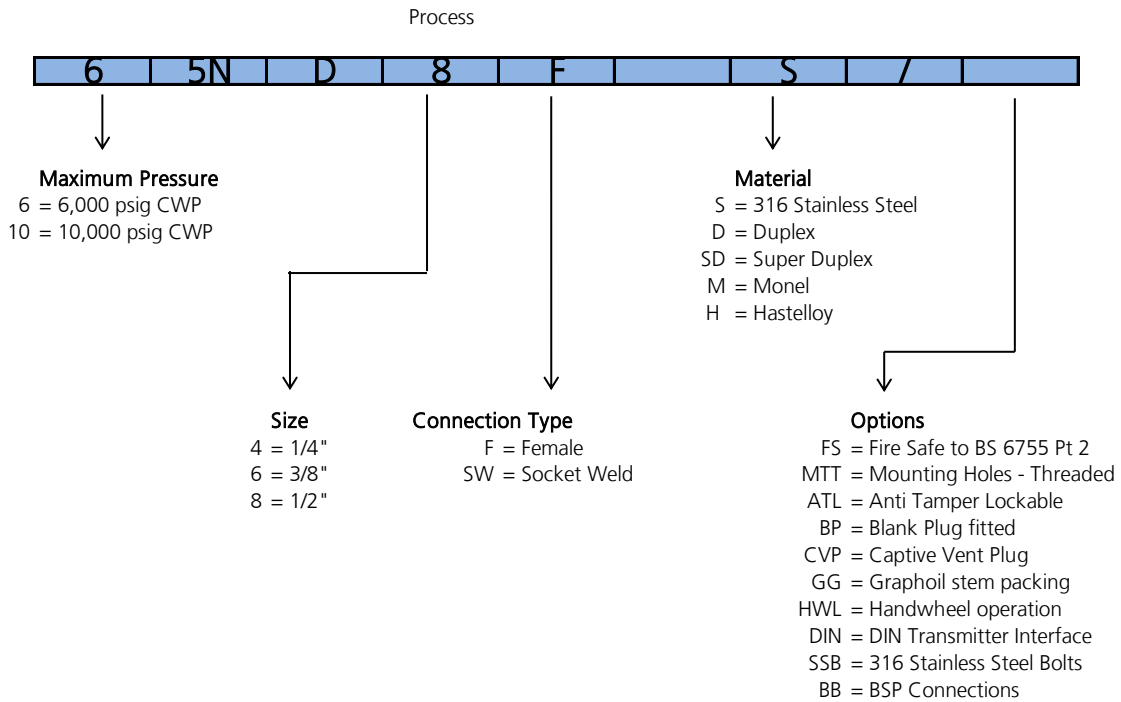 Process
6 5N D 8 F S /
Maximum Pressure
6 = 6,000 psig CWP
10 = 10,000 psig CWP
Material
S = 316 Stainless Steel
D = Duplex
SD = Super Duplex
M = Monel
H = Hastelloy
Size
4 = 1/4"
6 = 3/8"
8 = 1/2"
Connection Type
F = Female
SW = Socket Weld
Options
FS = Fire Safe to BS 6755 Pt 2
MTT = Mounting Holes - Threaded
ATL = Anti Tamper Lockable
BP = Blank Plug fitted
CVP = Captive Vent Plug
GG = Graphoil stem packing
HWL = Handwheel operation
DIN = DIN Transmitter Interface
SSB = 316 Stainless Steel Bolts
BB = BSP Connections